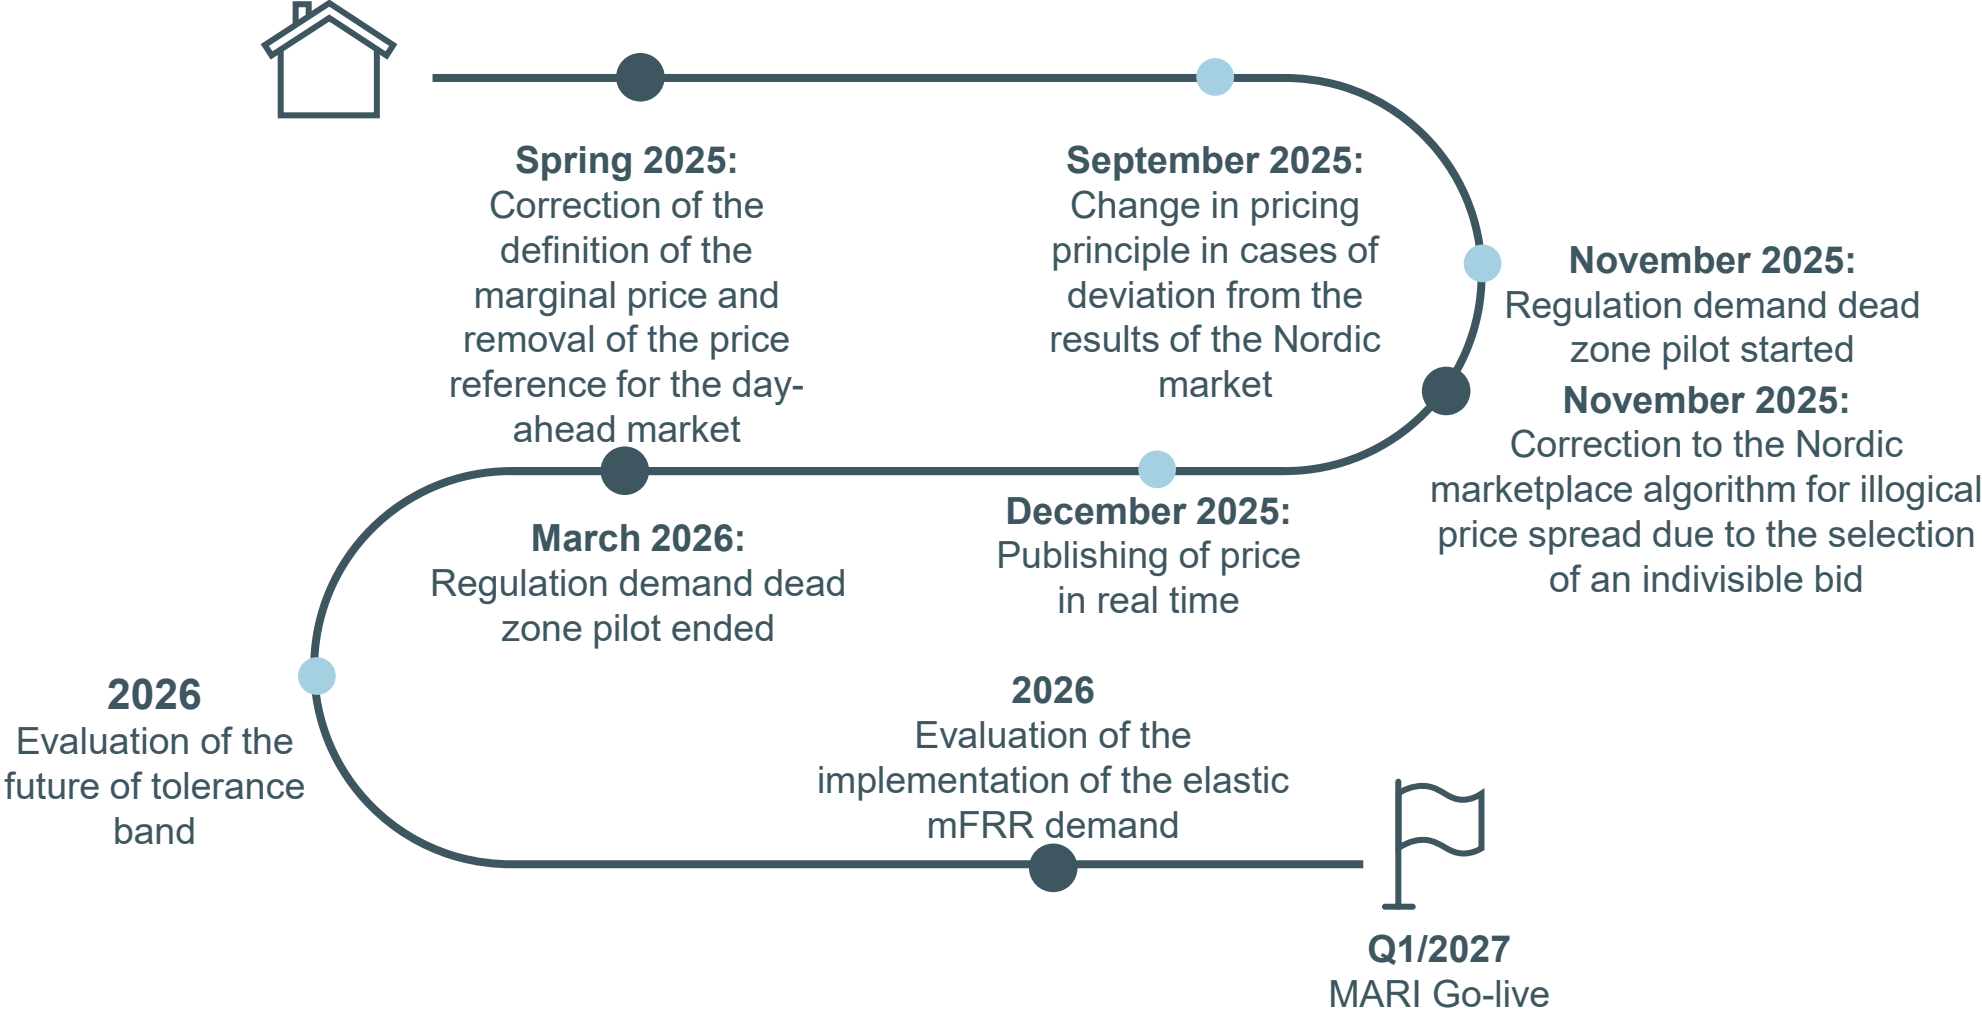 Spring 2025:
Correction of the
definition of the
marginal price and
removal of the price
reference for the day-
ahead market
September 2025:
Change in pricing
principle in cases of
deviation from the
results of the Nordic
market
November 2025:
Regulation demand dead
zone pilot started
November 2025:
Correction to the Nordic
marketplace algorithm for illogical
price spread due to the selection
of an indivisible bid
December 2025:
Publishing of price
in real time
March 2026:
Regulation demand dead
zone pilot ended
2026
Evaluation of the
future of tolerance
band
2026
Evaluation of the
implementation of the elastic
mFRR demand
Q1/2027
MARI Go-live